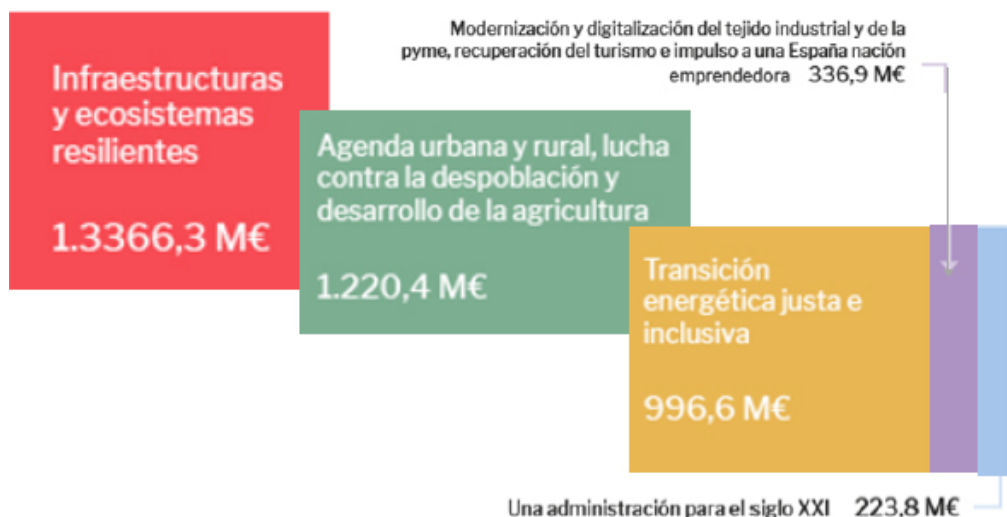 Infraestructuras
y ecosistemas
resilientes
1.3366,3 M€
Modernización y digitalización del tejido industrial y de la
pyme, recuperación del turismo e impulso a una España nación
emprendedora 336,9 M€
Agenda urbana y rural, lucha
contra la despoblación y
desarrollo de la agricultura
1.220,4 M€
Transición
energética justa e
inclusiva
996,6 M€
Una administración para el siglo XXI 223,8 M€